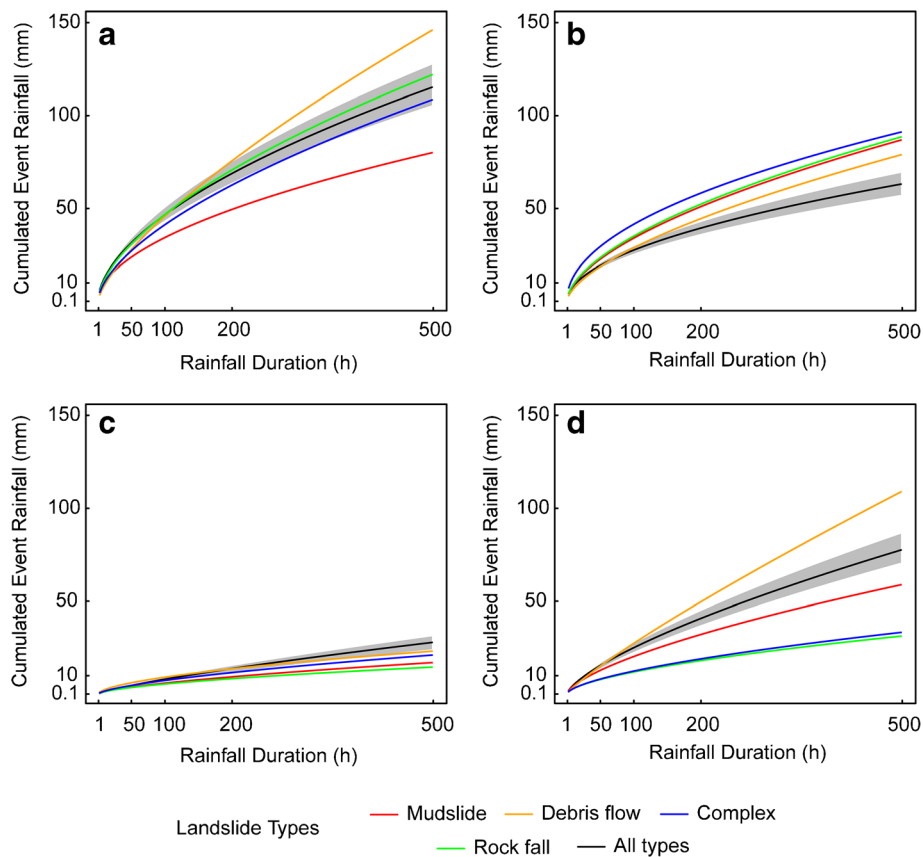 a
Cumulated Event Rainfall (mm)
150
100
50
10
0.1
1 50 100 200 500
Rainfall Duration (h)
b
Cumulated Event Rainfall (mm)
150
100
50
10
0.1
1 50 100 200 500
Rainfall Duration (h)
c
Cumulated Event Rainfall (mm)
150
100
50
10
0.1
1 50 100 200 500
Rainfall Duration (h)
d
Cumulated Event Rainfall (mm)
150
100
50
10
0.1
1 50 100 200 500
Rainfall Duration (h)
Landslide Types
Mudslide Debris flow Complex
Rock fall All types